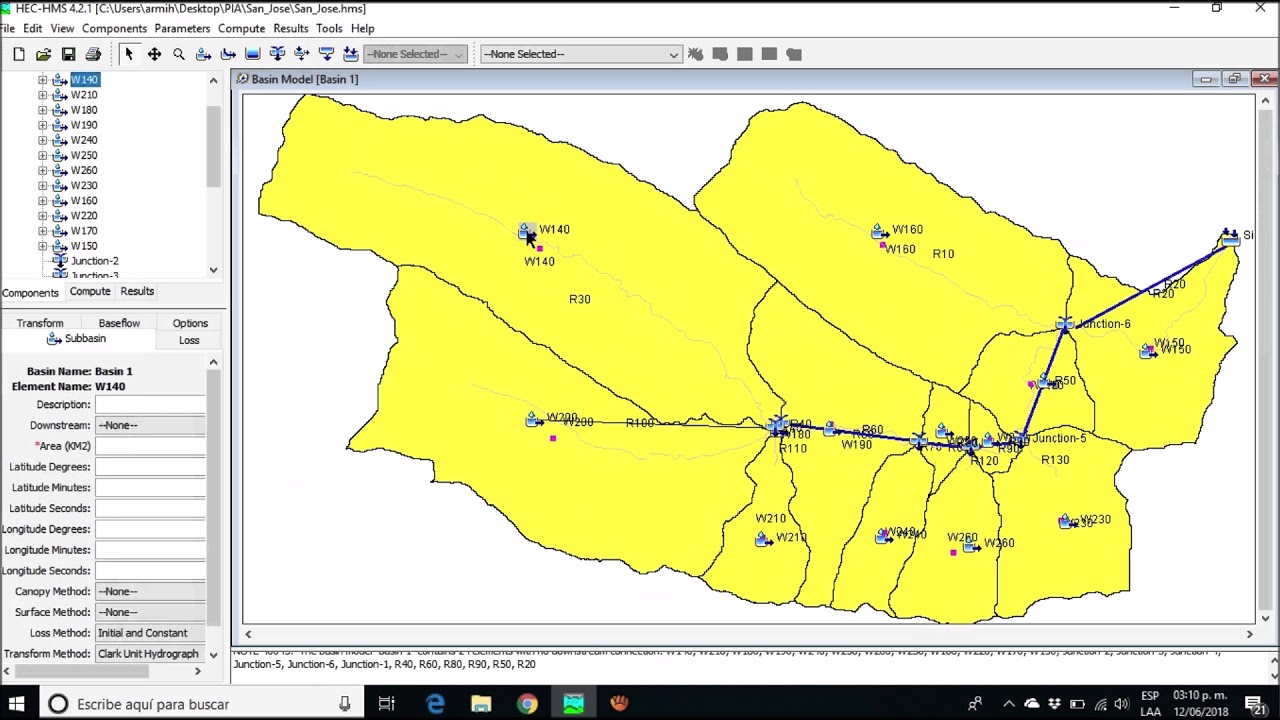 HEC-HMS 4.2.1 [C:\Users\armih\Desktop\PIA\San_Jose\San_Jose.hms]
File Edit View Components Parameters Compute Results Tools Help
--None Selected-- --None Selected--
W140
W210
W180
W190
W240
W250
W260
W230
W160
W220
W170
W150
Junction-2
Junction-3
Components Compute Results
Transform Baseflow Options
Subbasin Loss
Basin Name: Basin 1
Element Name: W140
Description:
Downstream: --None--
*Area (KM2)
Latitude Degrees:
Latitude Minutes:
Latitude Seconds:
Longitude Degrees:
Longitude Minutes:
Longitude Seconds:
Canopy Method: --None--
Surface Method: --None--
Loss Method: Initial and Constant
Transform Method: Clark Unit Hydrograph
Basin Model [Basin 1]
W140
W140
R30
W160
W160
R10
Si
R20
R20
Junction-6
W150
W150
R50
W200
W200
R100
W180
R110
R60
W190
Junction-5
R120
R130
W210
W210
W240
W240
W260
W260
W230
Junction-5, Junction-6, Junction-1, R40, R60, R80, R90, R50, R20
Escribe aquí para buscar
ESP
LAA
03:10 p. m.
12/06/2018
21